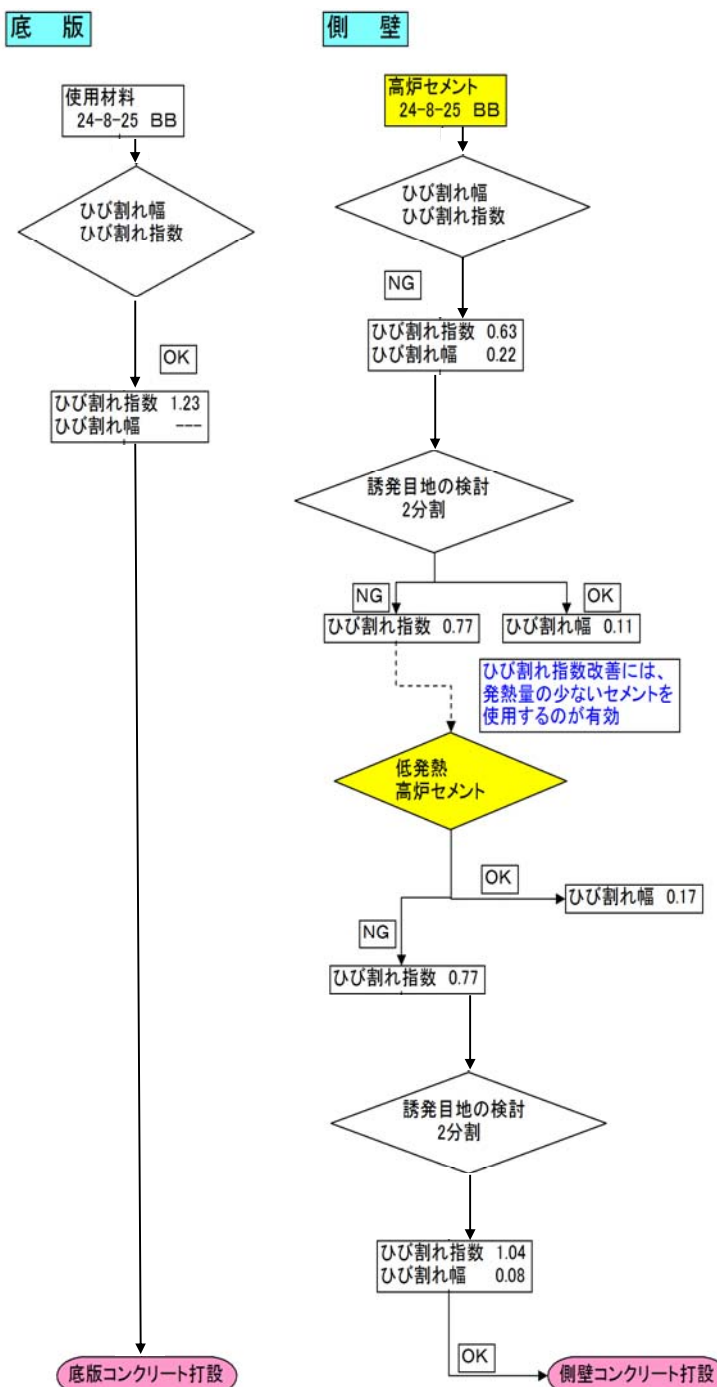 底　版
使用材料
24-8-25 BB
ひび割れ幅
ひび割れ指数
OK
ひび割れ指数 1.23
ひび割れ幅 ---
底版コンクリート打設
側　壁
高炉セメント
24-8-25 BB
ひび割れ幅
ひび割れ指数
NG
ひび割れ指数 0.63
ひび割れ幅 0.22
誘発目地の検討
2分割
NG
OK
ひび割れ指数 0.77
ひび割れ幅 0.11
ひび割れ指数改善には、
発熱量の少ないセメントを
使用するのが有効
低発熱
高炉セメント
OK
ひび割れ幅 0.17
NG
ひび割れ指数 0.77
誘発目地の検討
2分割
ひび割れ指数 1.04
ひび割れ幅 0.08
OK
側壁コンクリート打設